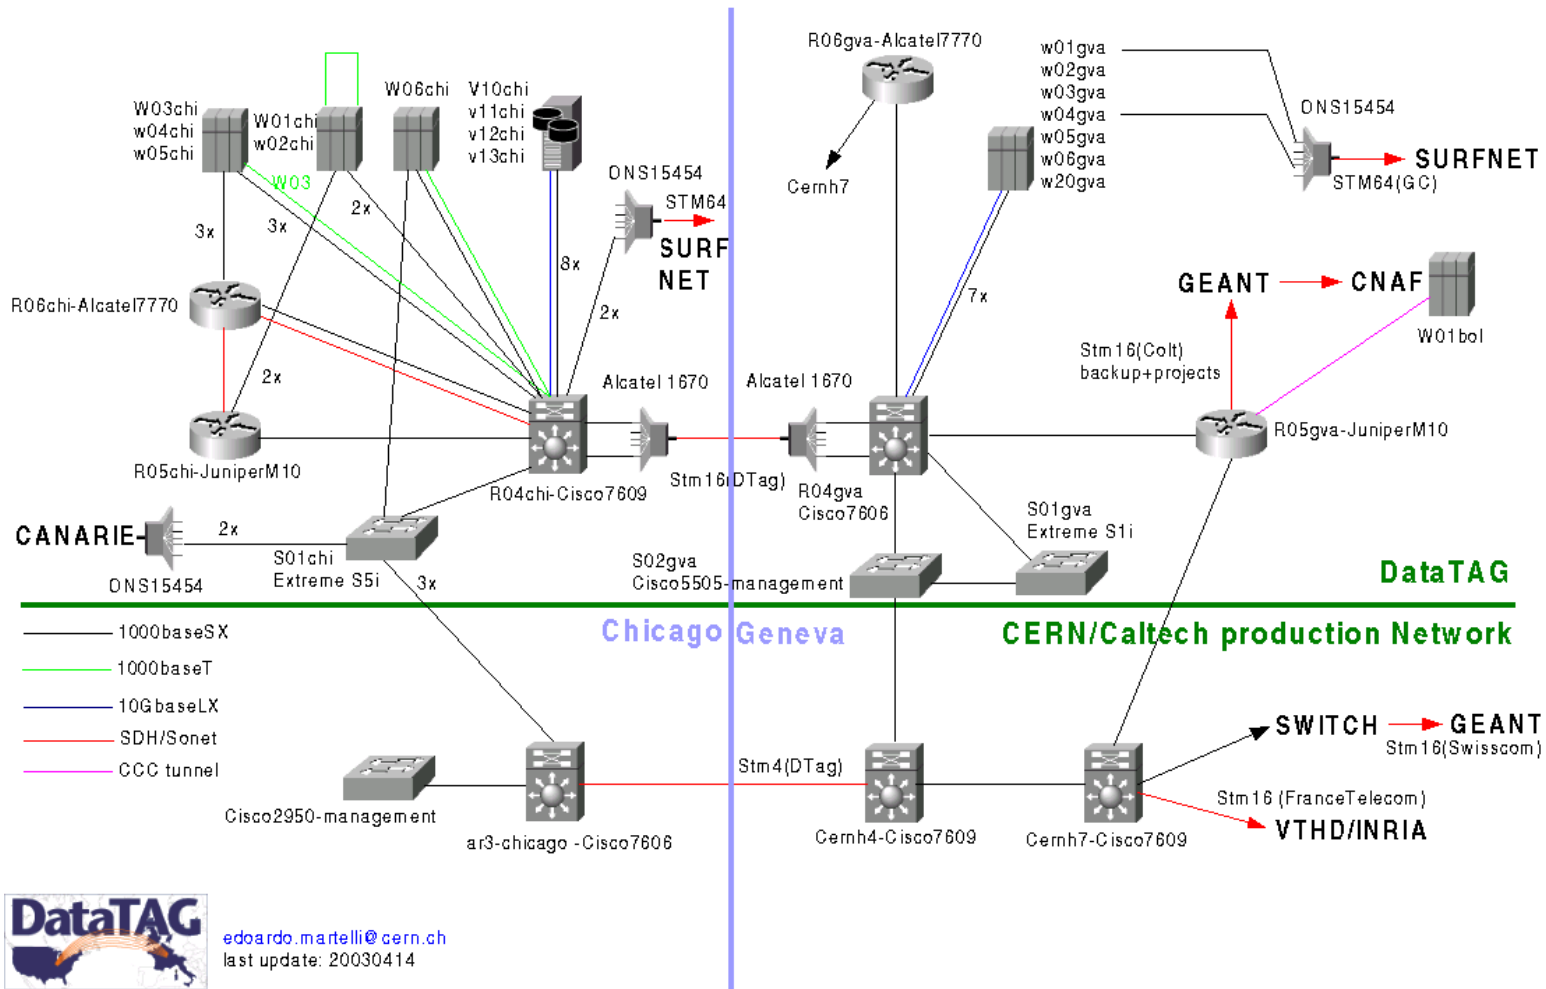 R06gva-Alcatel7770
w01gva
w02gva
w03gva
w04gva
w05gva
w06gva
w20gva
W03chi
w04chi
w05chi
W01chi
w02chi
W06chi
V10chi
v11chi
v12chi
v13chi
ONS15454
STM64
SURF
NET
Cernh7
ONS15454
SURFNET
STM64(GC)
W03
2x
3x
3x
8x
2x
7x
R06chi-Alcatel7770
GEANT
CNAF
W01bol
Stm16(Colt)
backup+projects
2x
Alcatel 1670
Alcatel 1670
R05chi-JuniperM10
R04chi-Cisco7609
Stm16(DTag)
R04gva
Cisco7606
R05gva-JuniperM10
CANARIE
2x
ONS15454
S01chi
Extreme S5i
3x
S02gva
Cisco5505-management
S01gva
Extreme S1i
DataTAG
Chicago
Geneva
CERN/Caltech production Network
1000baseSX
1000baseT
10GbaseLX
SDH/Sonet
CCC tunnel
Cisco2950-management
ar3-chicago -Cisco7606
Stm4(DTag)
Cernh4-Cisco7609
Cernh7-Cisco7609
SWITCH
GEANT
Stm16(Swisscom)
Stm16 (FranceTelecom)
VTHD/INRIA
DataTAG
edoardo.martelli@cern.ch
last update: 20030414